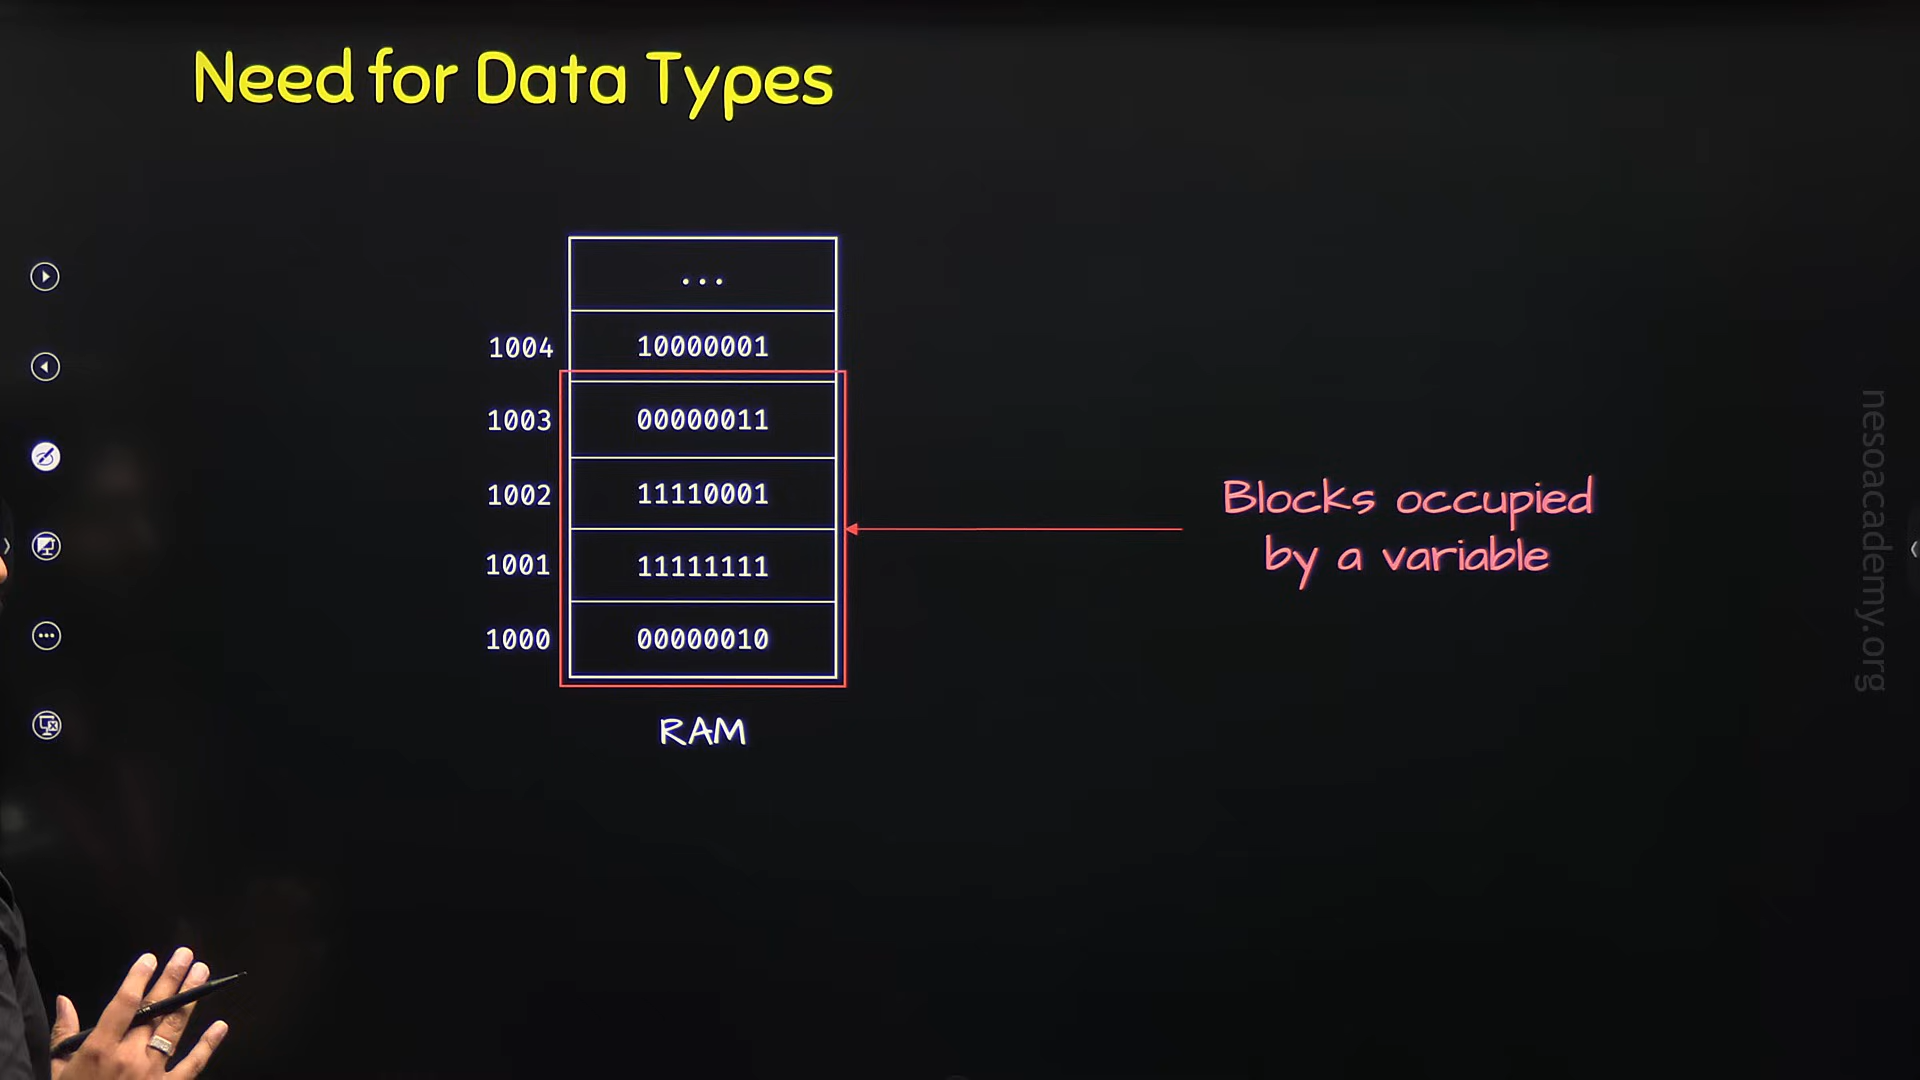 Need for Data Types
...
1004 10000001
1003 00000011
1002 11110001
1001 11111111
1000 00000010
RAM
Blocks occupied
by a variable
nesoacademy.org